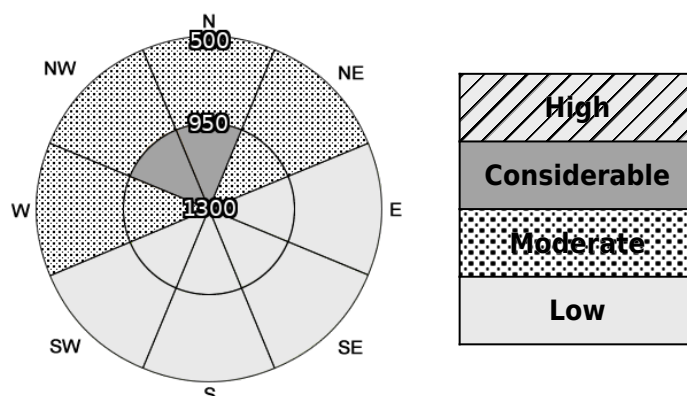 N
500
NW
NE
950
High
Considerable
W
1300
E
Moderate
Low
SW
SE
S